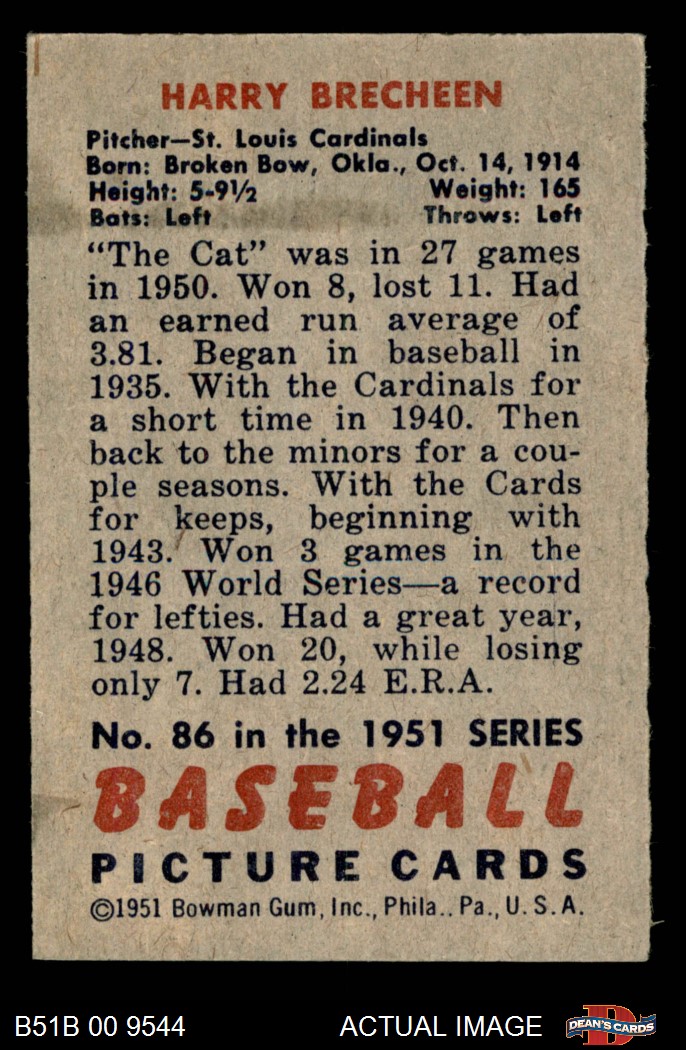 HARRY BRECHEEN
Pitcher—St. Louis Cardinals
Born: Broken Bow, Okla., Oct. 14, 1914
Height: 5-9½ Weight: 165
Bats: Left Throws: Left
“The Cat” was in 27 games
in 1950. Won 8, lost 11. Had
an earned run average of
3.81. Began in baseball in
1935. With the Cardinals for
a short time in 1940. Then
back to the minors for a cou-
ple seasons. With the Cards
for keeps, beginning with
1943. Won 3 games in the
1946 World Series—a record
for lefties. Had a great year,
1948. Won 20, while losing
only 7. Had 2.24 E.R.A.
No. 86 in the 1951 SERIES
BASEBALL
PICTURE CARDS
©1951 Bowman Gum, Inc., Phila.. Pa., U. S. A.
B51B 00 9544 ACTUAL IMAGE D DEAN'S CARDS